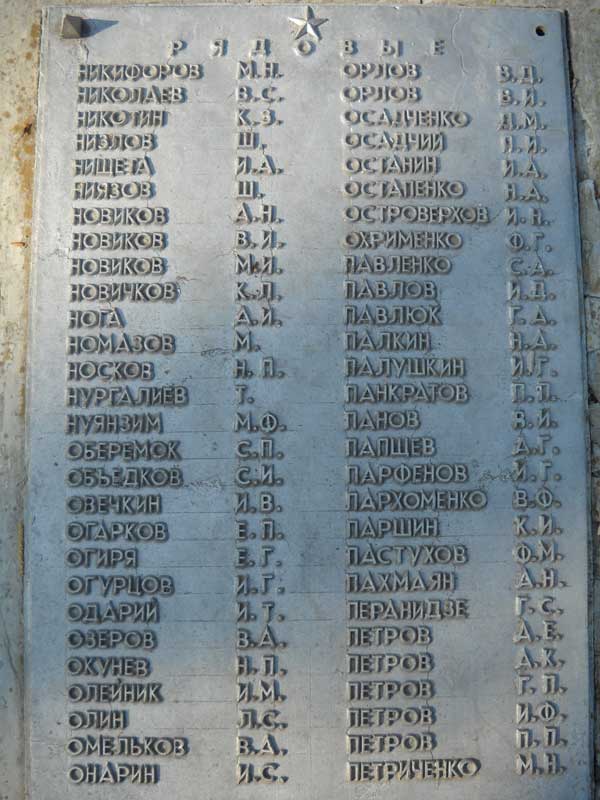 РЯДОВЫЕ
НИКИФОРОВ М.Н.
НИКОЛАЕВ В.С.
НИКОТИН К.З.
НИЗЛОВ Ш.
НИЩЕТА И.А.
НИЯЗОВ Ш.
НОВИКОВ А.Н.
НОВИКОВ В.И.
НОВИКОВ М.И.
НОВИЧКОВ К.Л.
НОГА А.И.
НОМАЗОВ М.
НОСКОВ Н.П.
НУРГАЛИЕВ Т.
НУЯНЗИМ М.Ф.
ОБЕРЕМОК С.П.
ОБЪЕДКОВ С.И.
ОВЕЧКИН И.В.
ОГАРКОВ Е.П.
ОГИРЯ Е.Г.
ОГУРЦОВ И.Г.
ОДАРИЙ И.Т.
ОЗЕРОВ В.А.
ОКУНЕВ Н.П.
ОЛЕЙНИК И.М.
ОЛИН Л.С.
ОМЕЛЬКОВ В.А.
ОНАРИН И.С.
ОРЛОВ В.Д.
ОРЛОВ В.И.
ОСАДЧЕНКО Д.М.
ОСАДЧИЙ П.И.
ОСТАНИН И.А.
ОСТАПЕНКО Н.А.
ОСТРОВЕРХОВ И.Н.
ОХРИМЕНКО Ф.Г.
ПАВЛЕНКО С.А.
ПАВЛОВ И.Д.
ПАВЛЮК Г.А.
ПАЛКИН Н.А.
ПАЛУШКИН И.Г.
ПАНКРАТОВ П.П.
ПАНОВ В.И.
ПАПЩЕВ А.Г.
ПАРФЕНОВ И.Г.
ПАРХОМЕНКО В.Ф.
ПАРШИН К.И.
ПАСТУХОВ Ф.М.
ПАХМАЯН А.Н.
ПЕРАНИДЗЕ Г.С.
ПЕТРОВ А.Е.
ПЕТРОВ А.К.
ПЕТРОВ Г.П.
ПЕТРОВ И.Ф.
ПЕТРОВ П.П.
ПЕТРИЧЕНКО М.Н.